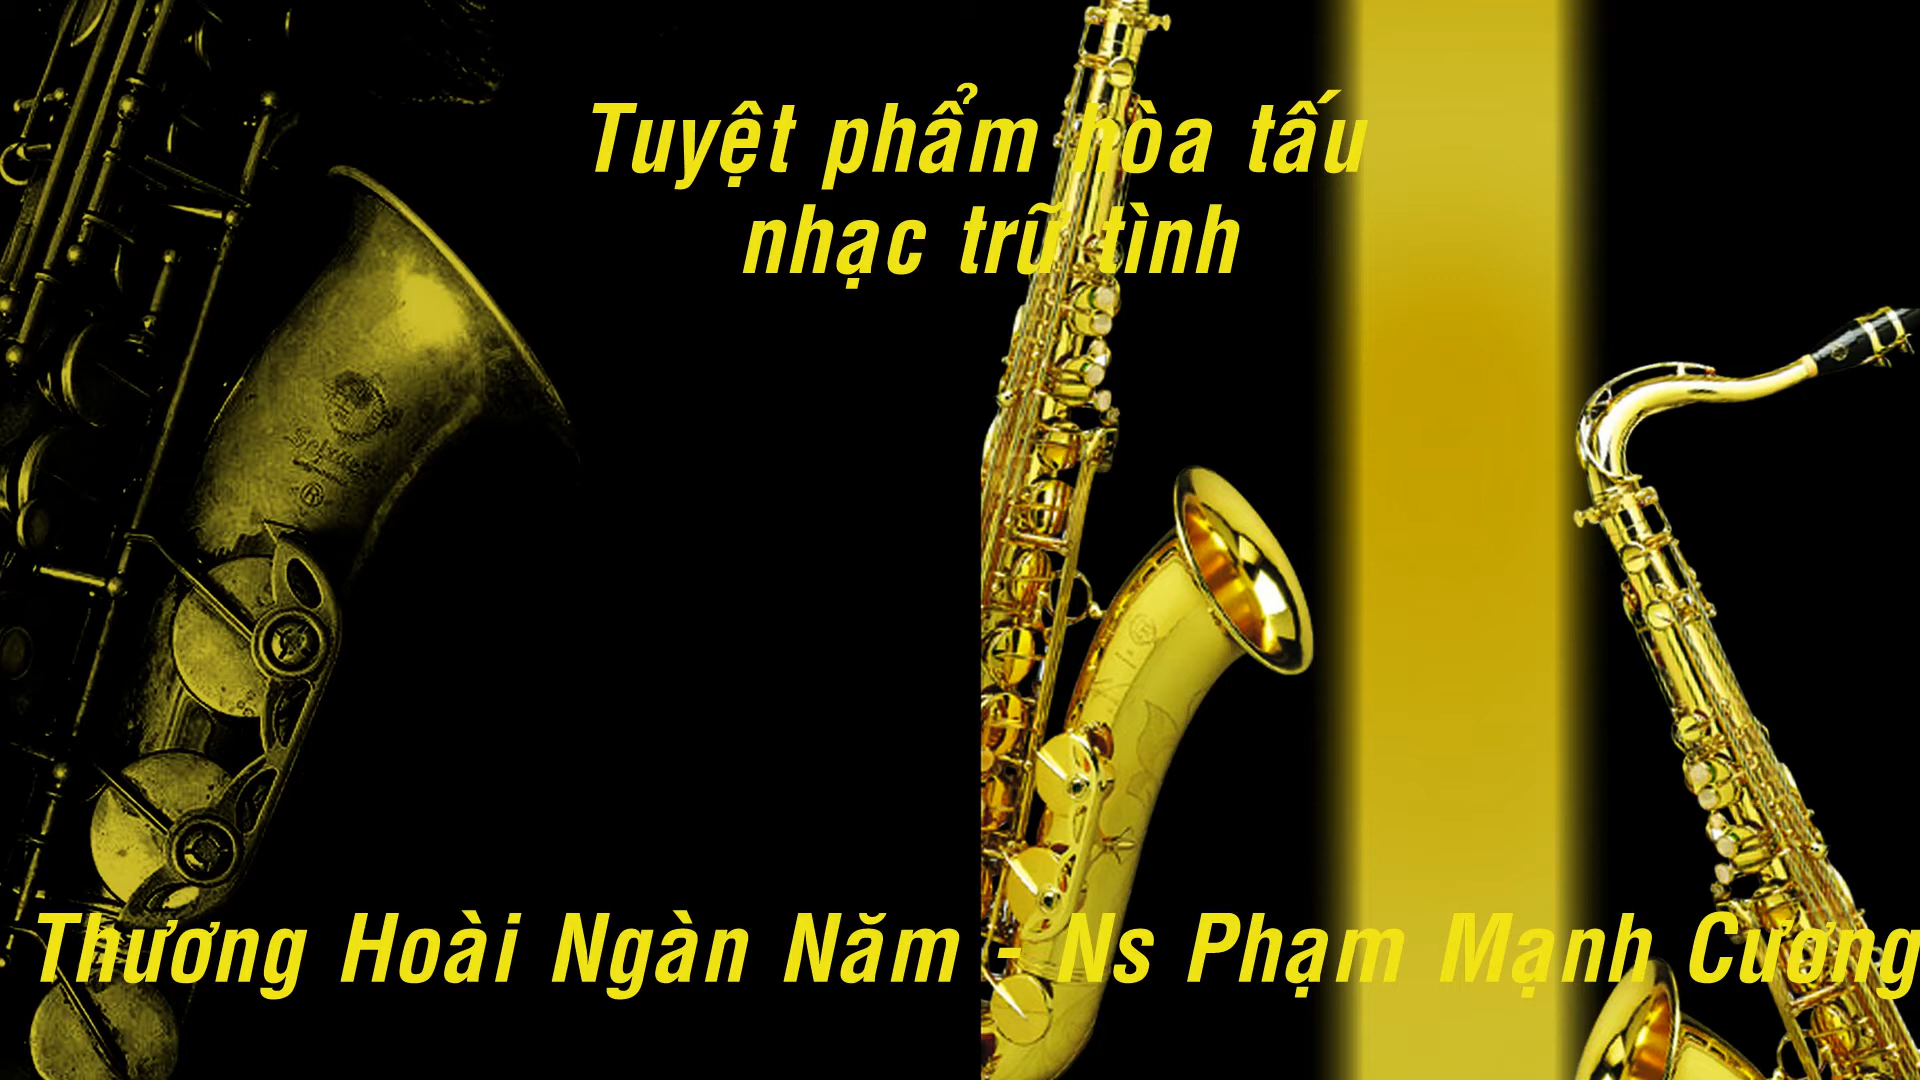 Tuyệt phẩm hòa tấu
nhạc trữ tình
Thương Hoài Ngàn Năm - Ns Phạm Mạnh Cương